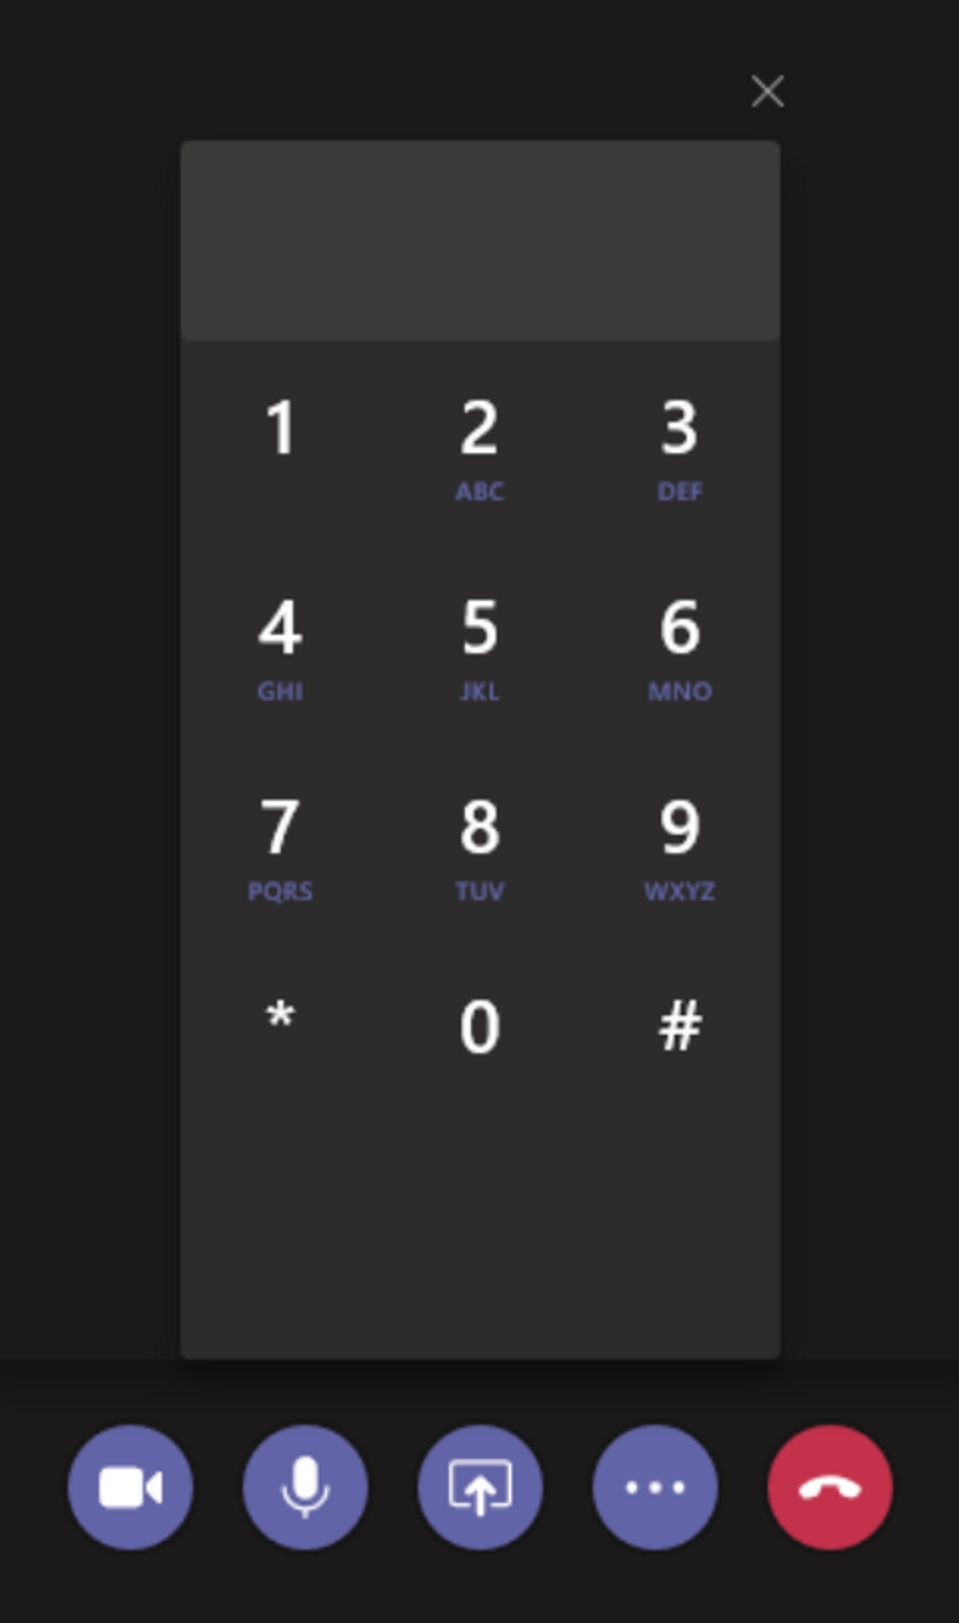 1 2 3
ABC DEF
4 5 6
GHI JKL MNO
7 8 9
PQRS TUV WXYZ
* 0 #